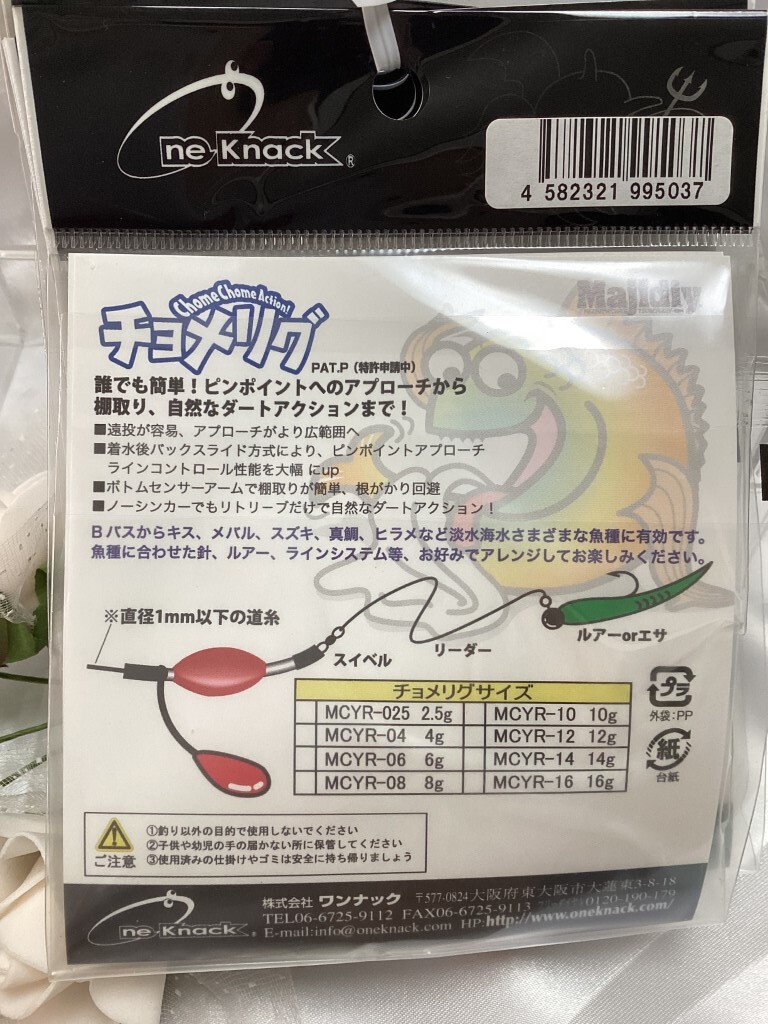 ne-Knack®
4 582321 995037
Chome Chome Action!
チョメリグ
Majidiy
PAT.P（特許申請中）
誰でも簡単！ピンポイントへのアプローチから
棚取り、自然なダートアクションまで！
■遠投が容易、アプローチがより広範囲へ
■着水後バックスライド方式により、ピンポイントアプローチ
ラインコントロール性能を大幅にup
■ボトムセンサーアームで棚取りが簡単、根がかり回避
■ノーシンカーでもリトリーブだけで自然なダートアクション！
Bバスからキス、メバル、スズキ、真鯛、ヒラメなど淡水海水さまざまな魚種に有効です。
魚種に合わせた針、ルアー、ラインシステム等、お好みでアレンジしてお楽しみください。
※直径1mm以下の道糸
スイベル
リーダー
ルアーorエサ
チョメリグサイズ
MCYR-025 2.5g MCYR-10 10g
MCYR-04 4g MCYR-12 12g
MCYR-06 6g MCYR-14 14g
MCYR-08 8g MCYR-16 16g
プラ
外袋:PP
紙
台紙
ご注意
①釣り以外の目的で使用しないでください
②子供や幼児の手の届かない所に保管してください
③使用済みの仕掛けやゴミは安全に持ち帰りましょう
ne-Knack®
株式会社 ワンナック 〒577-0824大阪府東大阪市大蓮東3-8-18
TEL06-6725-9112 FAX06-6725-9113 0120-190-179
E-mail:info@oneknack.com HP:http://www.oneknack.com/